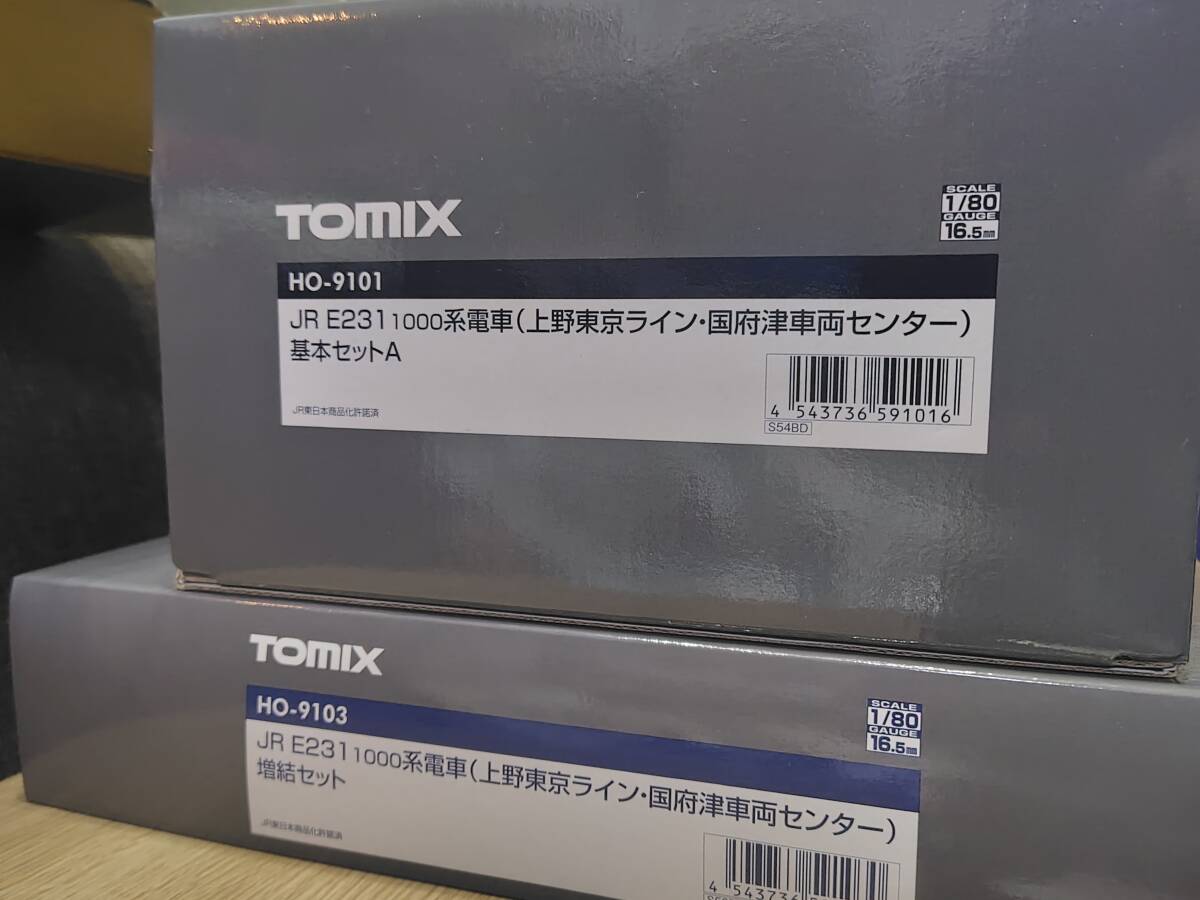 TOMIX
SCALE
1/80
GAUGE
16.5mm
HO-9101
JR E231 1000系電車(上野東京ライン・国府津車両センター)
基本セットA
JR東日本商品化許諾済
4 543736 591016
S54BD
TOMIX
SCALE
1/80
GAUGE
16.5mm
HO-9103
JR E231 1000系電車(上野東京ライン・国府津車両センター)
増結セット
JR東日本商品化許諾済
4 543736